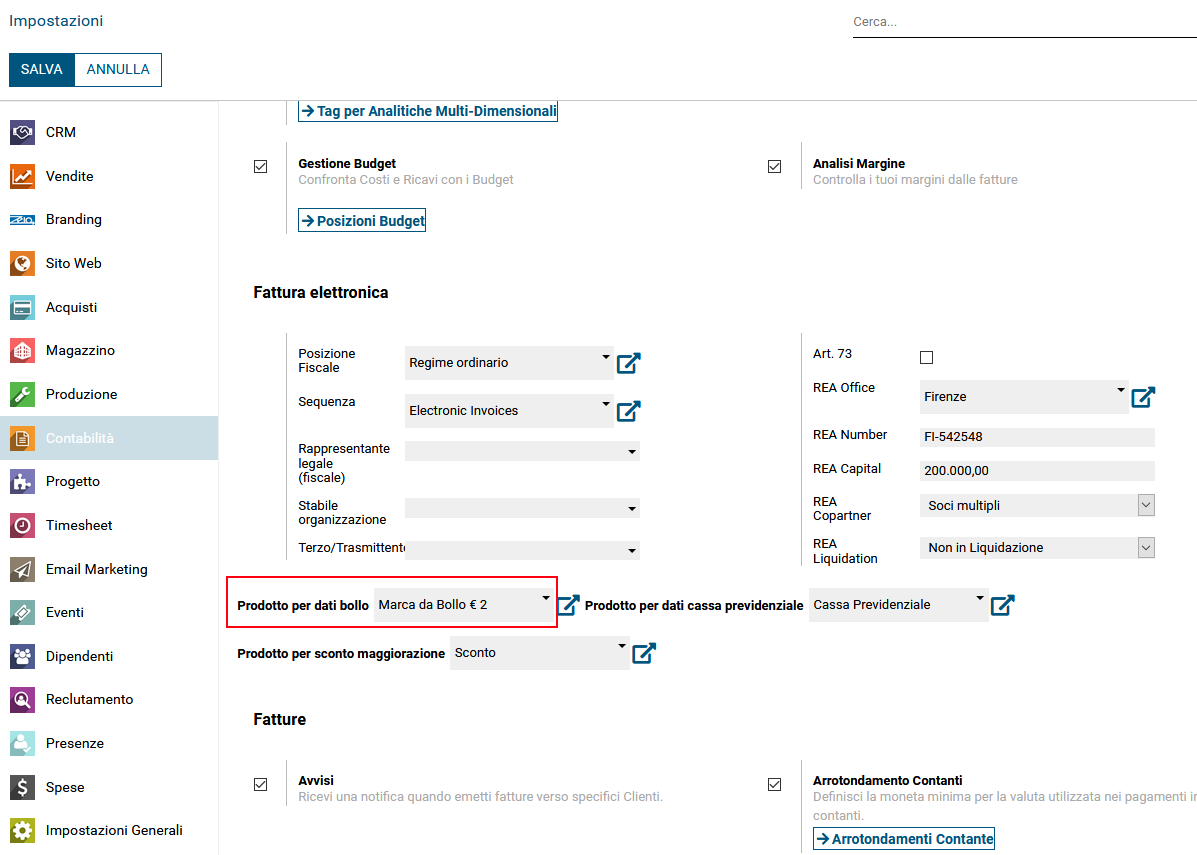 Impostazioni
Cerca...
SALVA
ANNULLA
CRM
Vendite
Branding
Sito Web
Acquisti
Magazzino
Produzione
Contabilità
Progetto
Timesheet
Email Marketing
Eventi
Dipendenti
Reclutamento
Presenze
Spese
Impostazioni Generali
Tag per Analitiche Multi-Dimensionali
Gestione Budget
Confronta Costi e Ricavi con i Budget
Posizioni Budget
Analisi Margine
Controlla i tuoi margini dalle fatture
Fattura elettronica
Posizione
Fiscale
Regime ordinario
Sequenza
Electronic Invoices
Rappresentante
legale
(fiscale)
Stabile
organizzazione
Terzo/Trasmittent
Art. 73
REA Office
Firenze
REA Number
FI-542548
REA Capital
200.000,00
REA
Copartner
Soci multipli
REA
Liquidation
Non in Liquidazione
Prodotto per dati bollo
Marca da Bollo € 2
Prodotto per dati cassa previdenziale
Cassa Previdenziale
Prodotto per sconto maggiorazione
Sconto
Fatture
Avvisi
Ricevi una notifica quando emetti fatture verso specifici Clienti.
Arrotondamento Contanti
Definisci la moneta minima per la valuta utilizzata nei pagamenti in
contanti.
Arrotondamenti Contante